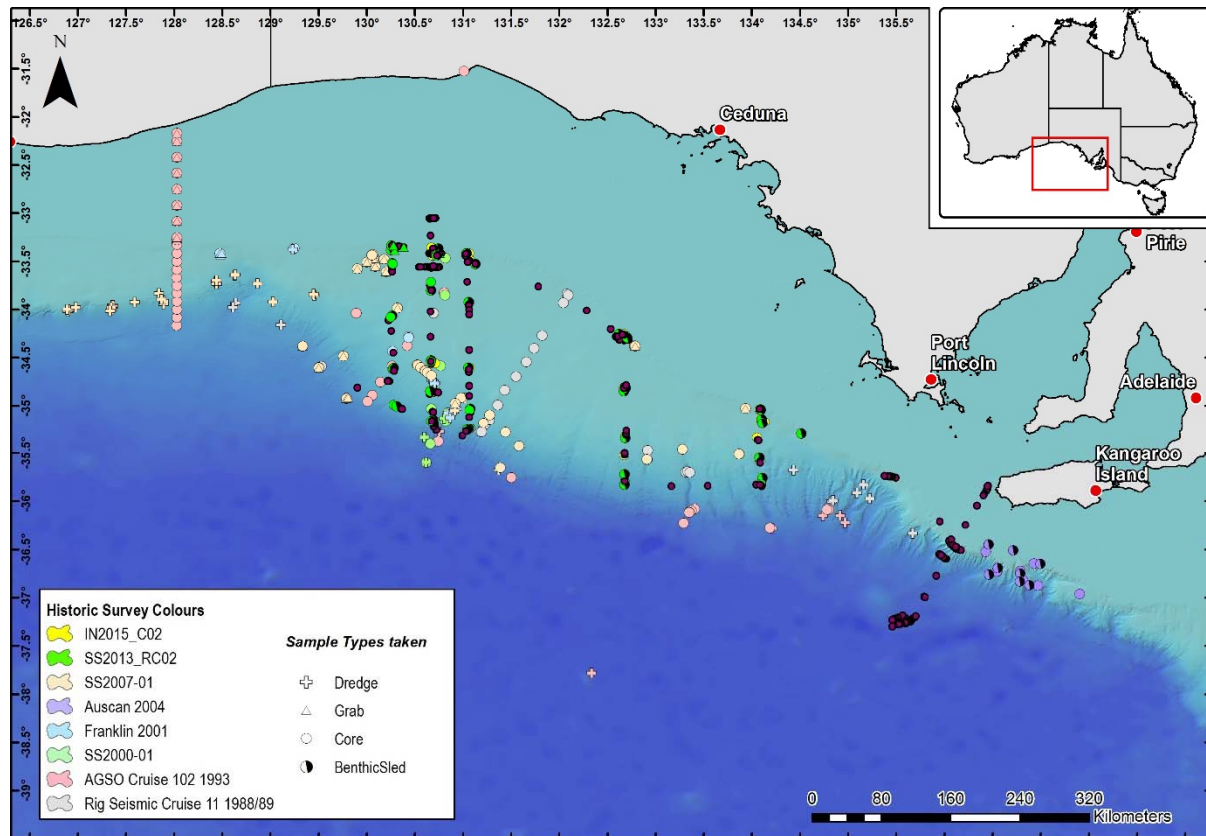 126.5° 127° 127.5° 128° 128.5° 129° 129.5° 130° 130.5° 131° 131.5° 132° 132.5° 133° 133.5° 134° 134.5° 135° 135.5°
N
-31.5°
-32°
-32.5°
-33°
-33.5°
-34°
-34.5°
-35°
-35.5°
-36°
-36.5°
-37°
-37.5°
-38°
-38.5°
-39°
Ceduna
Pirie
Port
Lincoln
Adelaide
Kangaroo
Island
Historic Survey Colours
IN2015_C02
SS2013_RC02
SS2007-01
Auscan 2004
Franklin 2001
SS2000-01
AGSO Cruise 102 1993
Rig Seismic Cruise 11 1988/89
Sample Types taken
Dredge
Grab
Core
BenthicSled
0 80 160 240 320
Kilometers